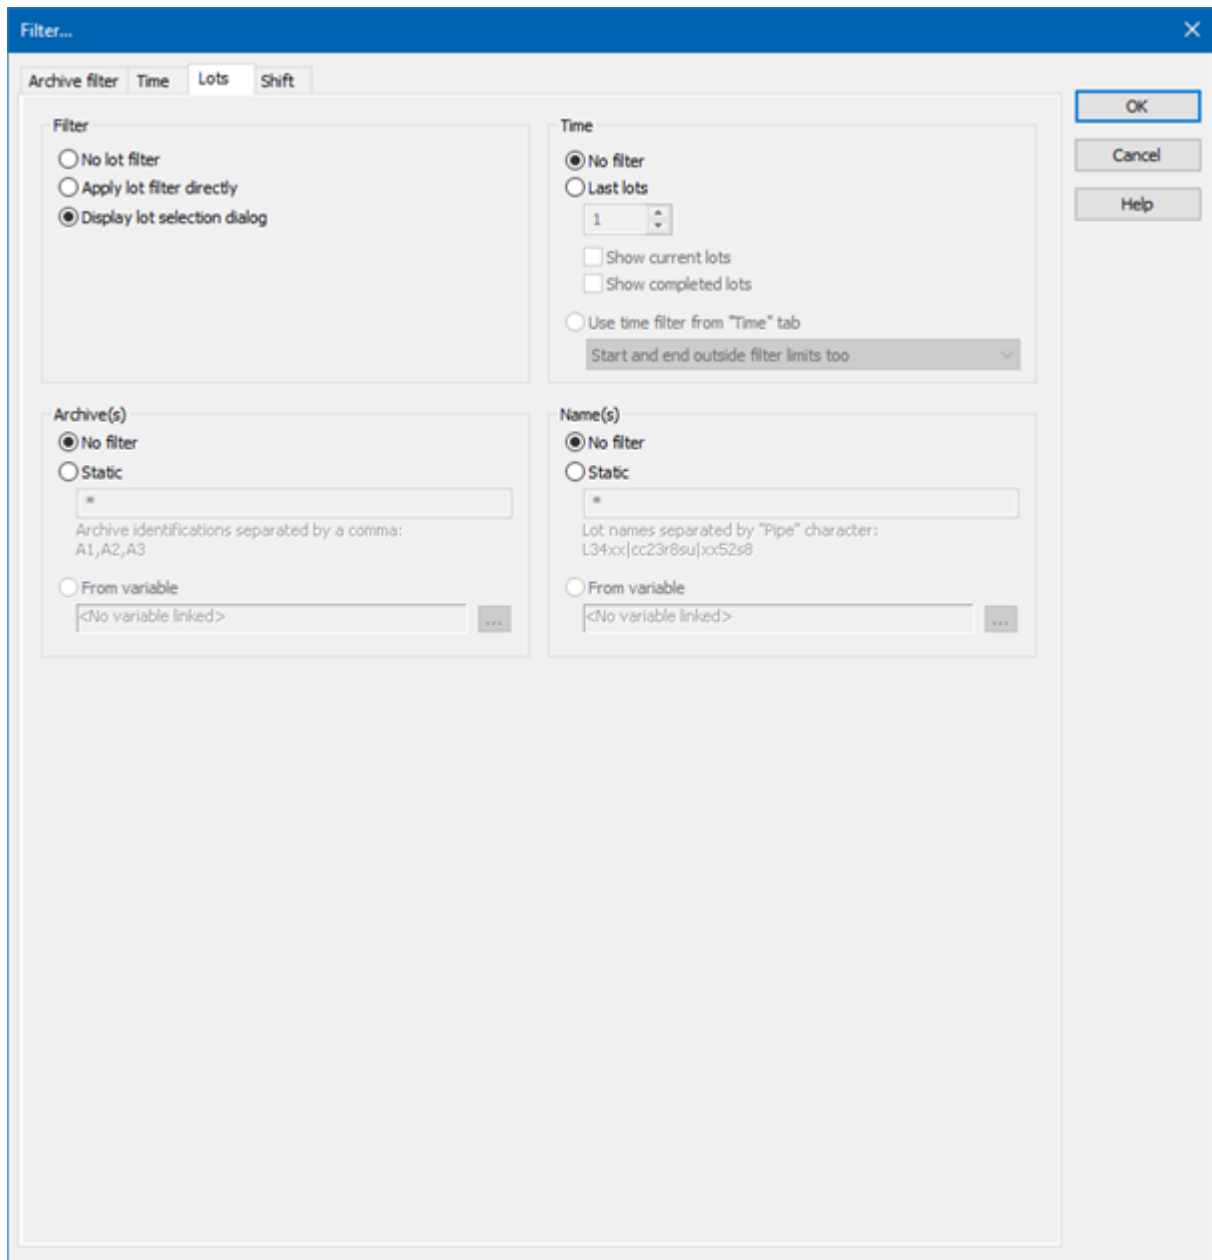 Filter...
Archive filter
Time
Lots
Shift
OK
Cancel
Help
Filter
No lot filter
Apply lot filter directly
Display lot selection dialog
Time
No filter
Last lots
1
Show current lots
Show completed lots
Use time filter from "Time" tab
Start and end outside filter limits too
Archive(s)
No filter
Static
*
Archive identifications separated by a comma:
A1,A2,A3
From variable
<No variable linked>
...
Name(s)
No filter
Static
*
Lot names separated by "Pipe" character:
L34xx|cc23r8su|xx52s8
From variable
<No variable linked>
...